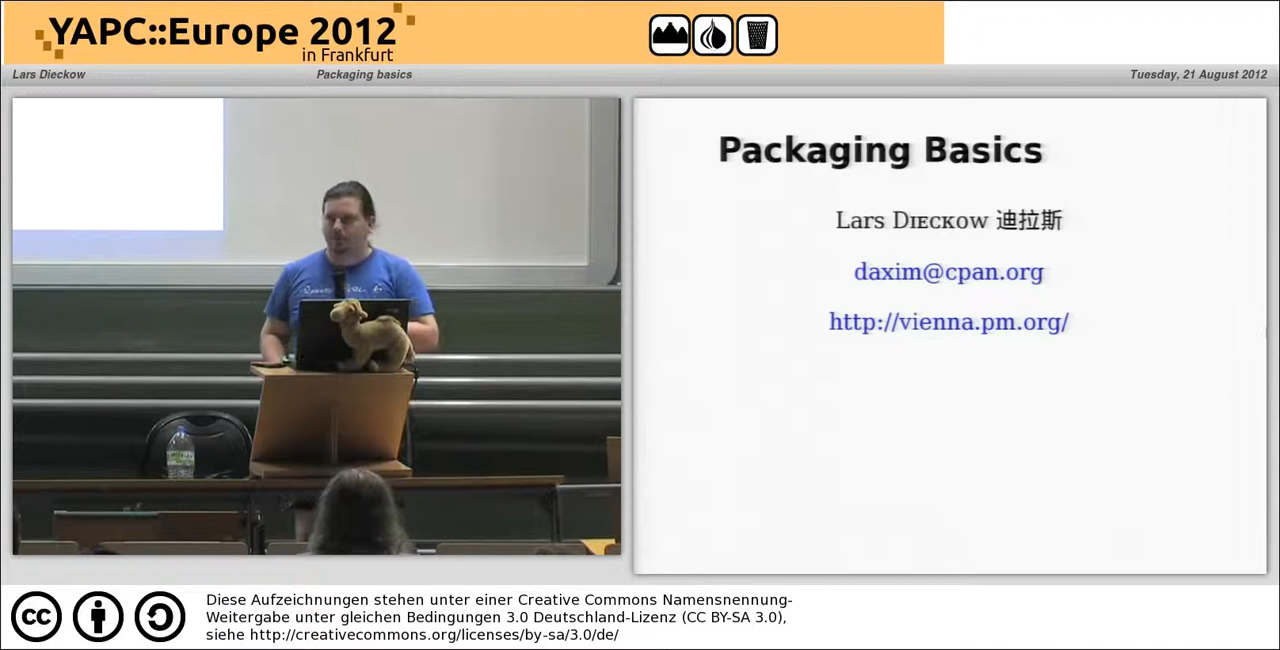 YAPC::Europe 2012
in Frankfurt
Lars Dieckow
Packaging basics
Tuesday, 21 August 2012
Packaging Basics
Lars Dieckow 迪拉斯
daxim@cpan.org
http://vienna.pm.org/
cc
Diese Aufzeichnungen stehen unter einer Creative Commons Namensnennung-
Weitergabe unter gleichen Bedingungen 3.0 Deutschland-Lizenz (CC BY-SA 3.0),
siehe http://creativecommons.org/licenses/by-sa/3.0/de/